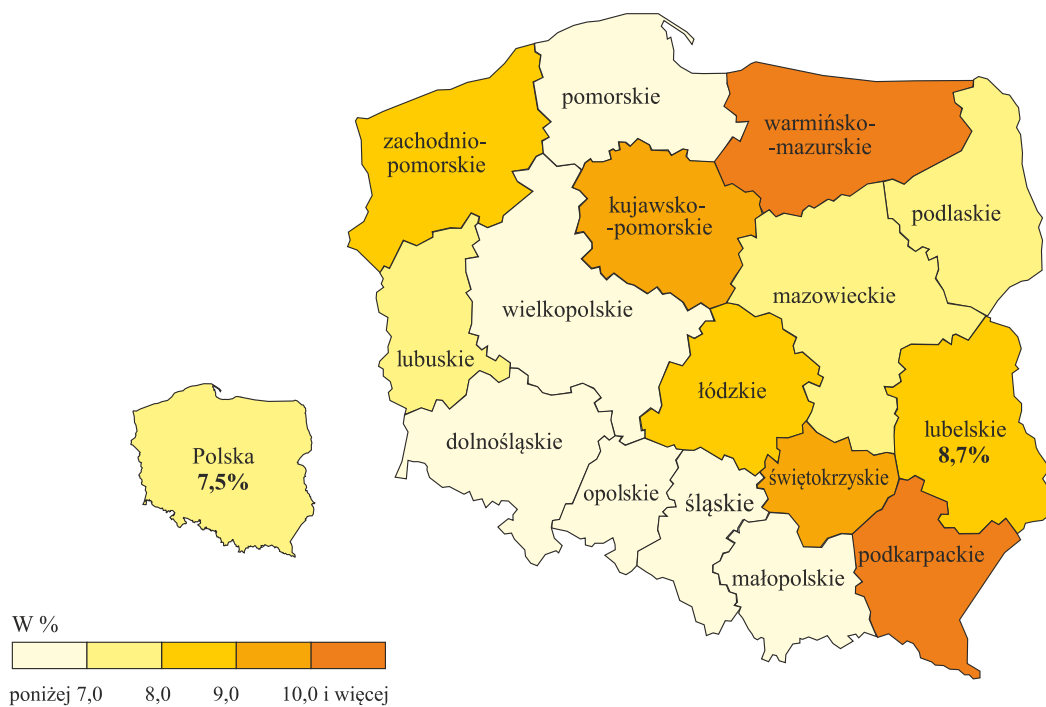 pomorskie
warmińsko-
-mazurskie
zachodnio-
pomorskie
kujawsko-
-pomorskie
podlaskie
mazowieckie
wielkopolskie
lubuskie
łódzkie
lubelskie
8,7%
dolnośląskie
Polska
7,5%
świętokrzyskie
opolskie
śląskie
podkarpackie
małopolskie
W %
poniżej 7,0 8,0 9,0 10,0 i więcej